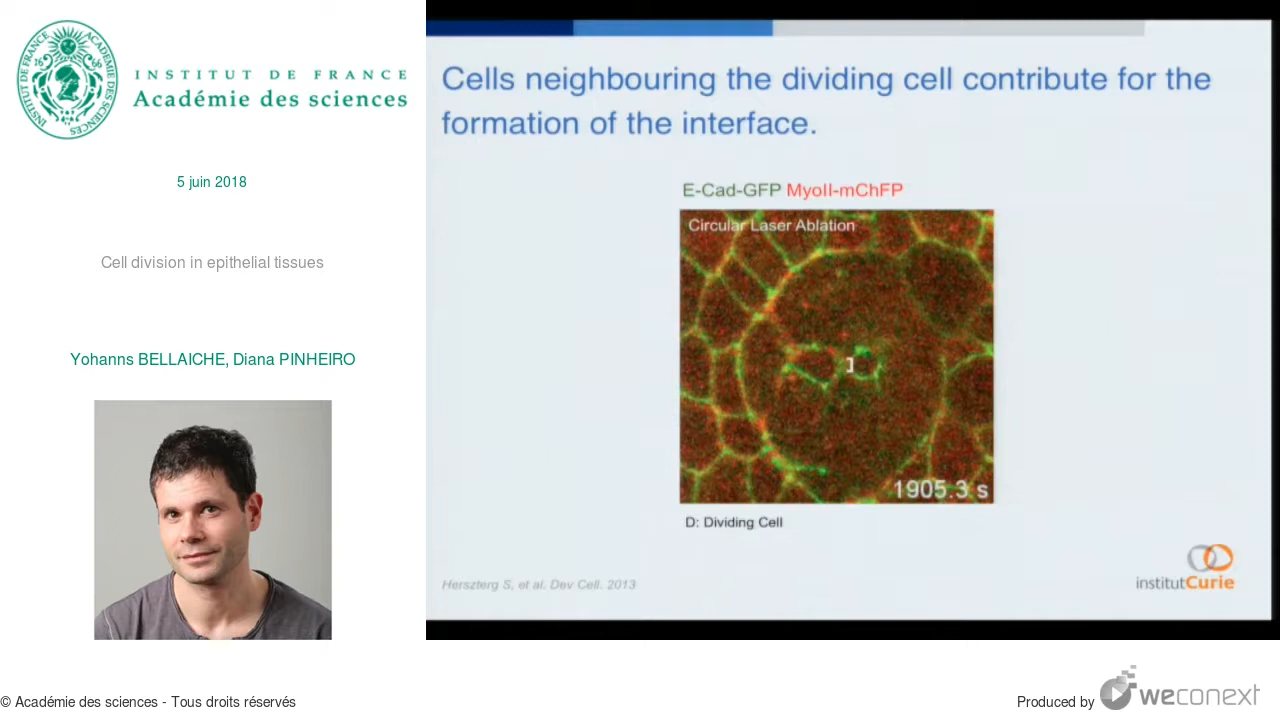 INSTITUT DE FRANCE
Académie des sciences
5 juin 2018
Cell division in epithelial tissues
Yohanns BELLAICHE, Diana PINHEIRO
Cells neighbouring the dividing cell contribute for the
formation of the interface.
E-Cad-GFP MyoII-mChFP
Circular Laser Ablation
1905.3 s
D: Dividing Cell
Herszterg S, et al. Dev Cell. 2013
institutCurie
© Académie des sciences - Tous droits réservés
Produced by weconext